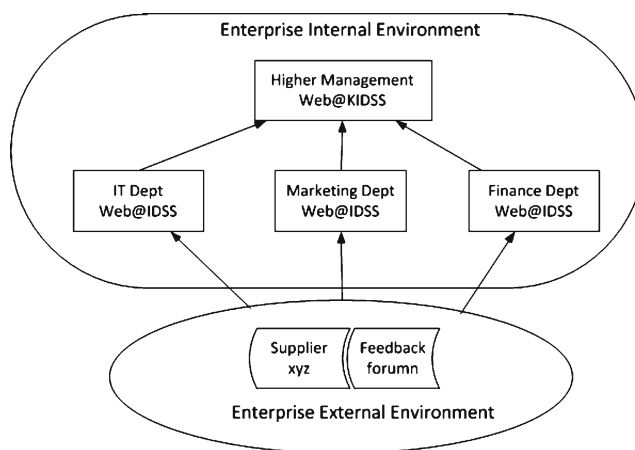 Enterprise Internal Environment
Higher Management
Web@KIDSS
IT Dept
Web@IDSS
Marketing Dept
Web@IDSS
Finance Dept
Web@IDSS
Supplier
xyz
Feedback
forumn
Enterprise External Environment